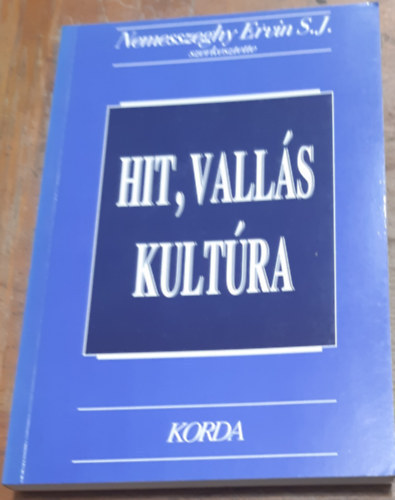 Nemesszeghy Ervin S.J.
szerkesztette
HIT, VALLÁS
KULTÚRA
KORDA